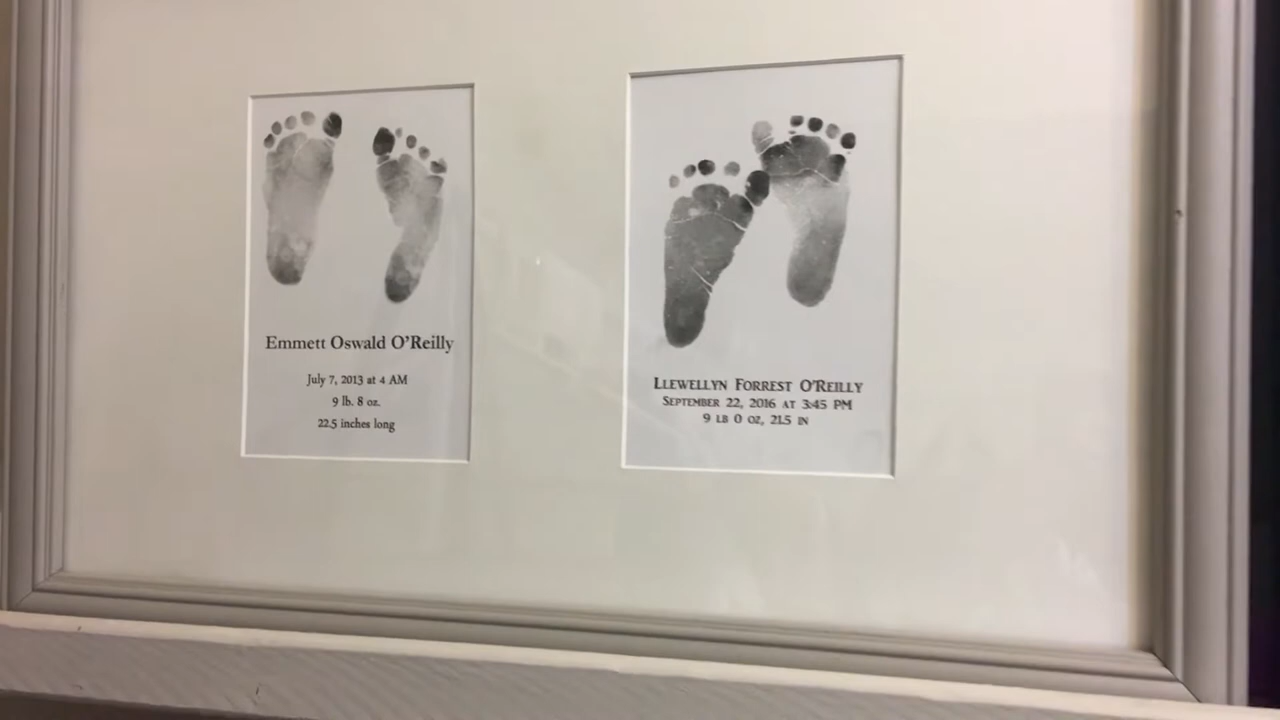 Emmett Oswald O'Reilly
July 7, 2013 at 4 AM
9 lb. 8 oz.
22.5 inches long
LLEWELLYN FORREST O'REILLY
SEPTEMBER 22, 2016 AT 3:45 PM
9 LB 0 OZ, 21.5 IN